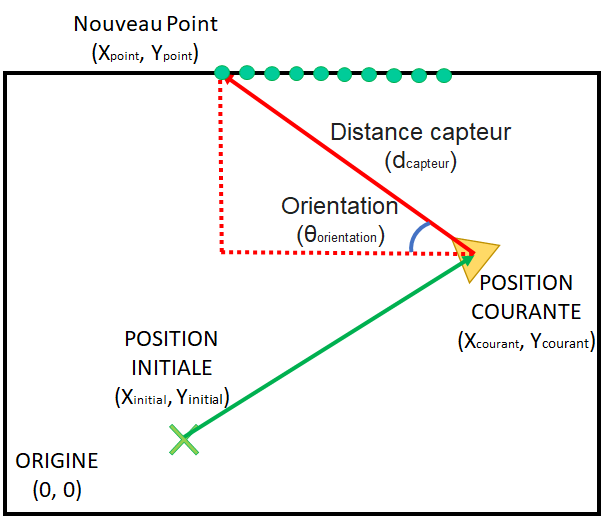 Nouveau Point
(Xpoint, Ypoint)
Distance capteur
(dcapteur)
Orientation
(θorientation)
POSITION
COURANTE
(Xcourant, Ycourant)
POSITION
INITIALE
(Xinitial, Yinitial)
ORIGINE
(0, 0)